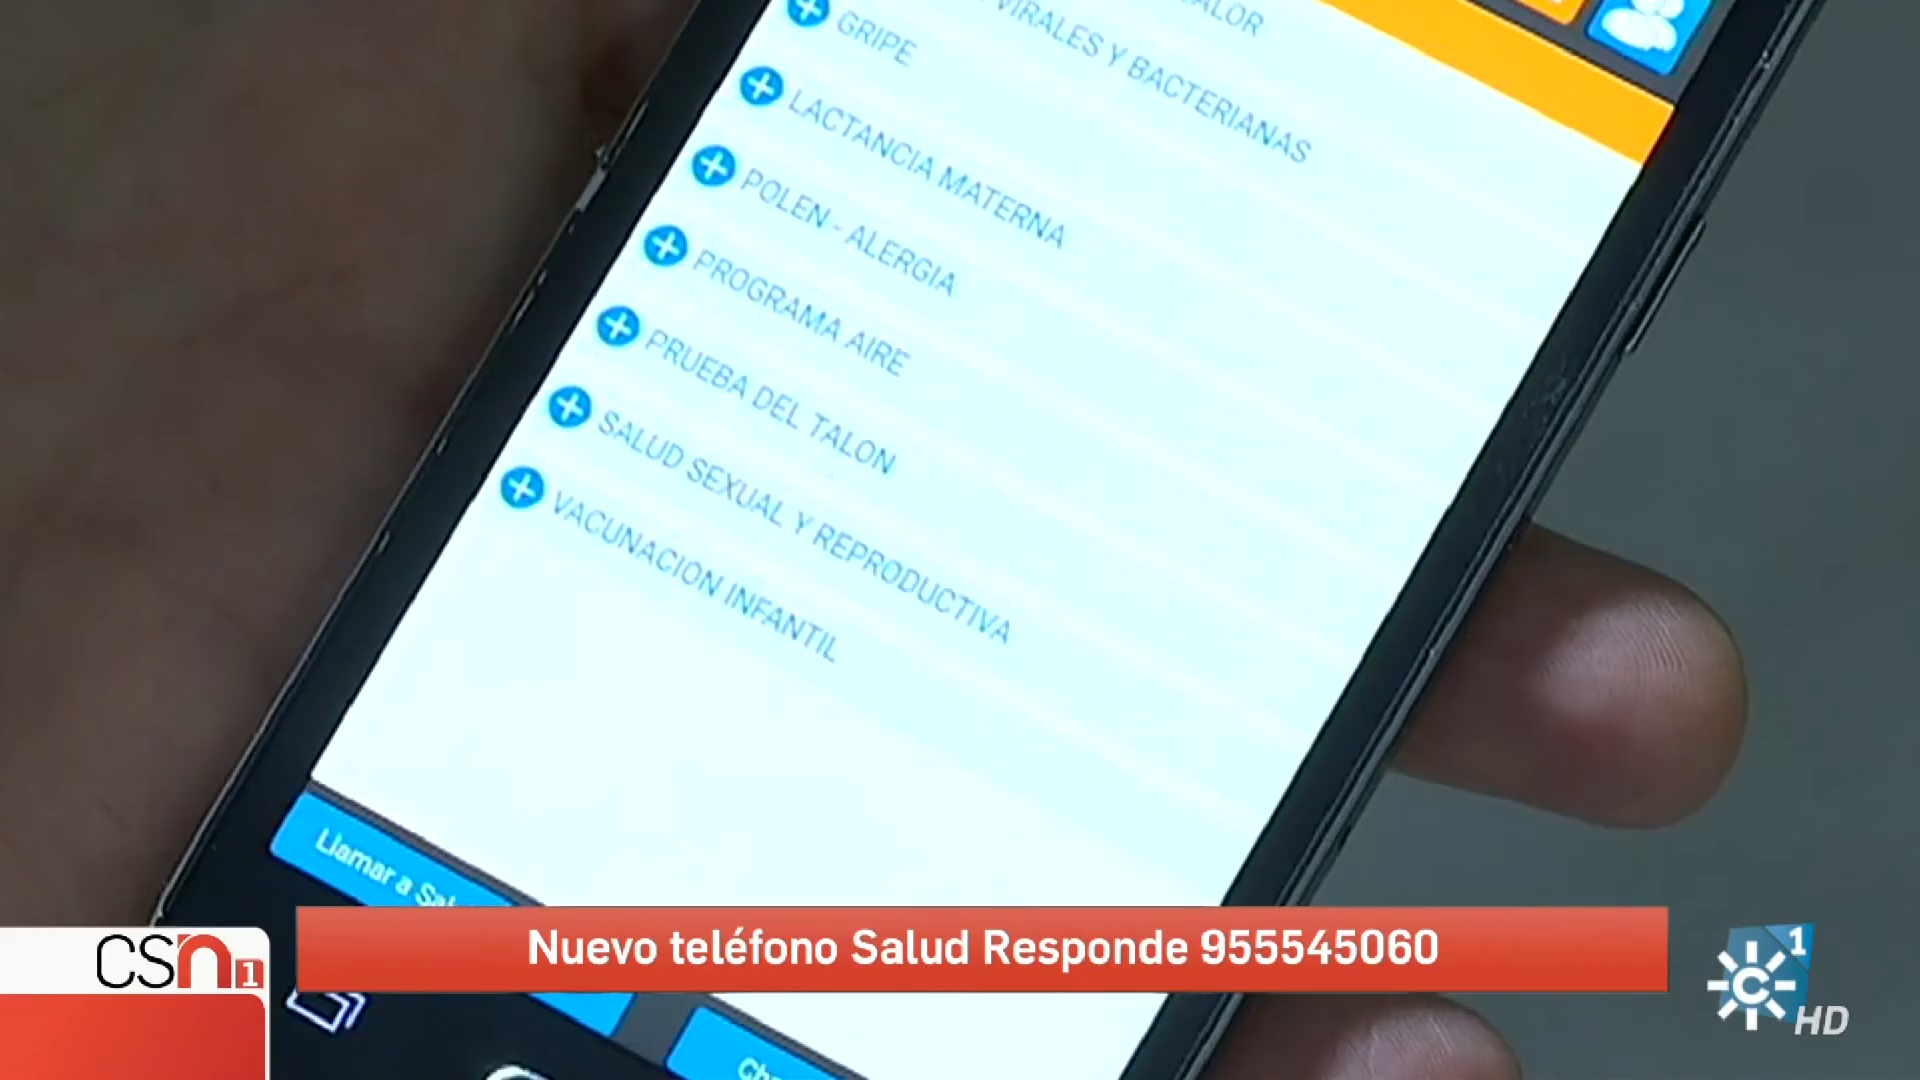 CALOR
VIRALES Y BACTERIANAS
GRIPE
LACTANCIA MATERNA
POLEN - ALERGIA
PROGRAMA AIRE
PRUEBA DEL TALON
SALUD SEXUAL Y REPRODUCTIVA
VACUNACION INFANTIL
Llamar a
Nuevo teléfono Salud Responde 955545060
CSn1
1
HD